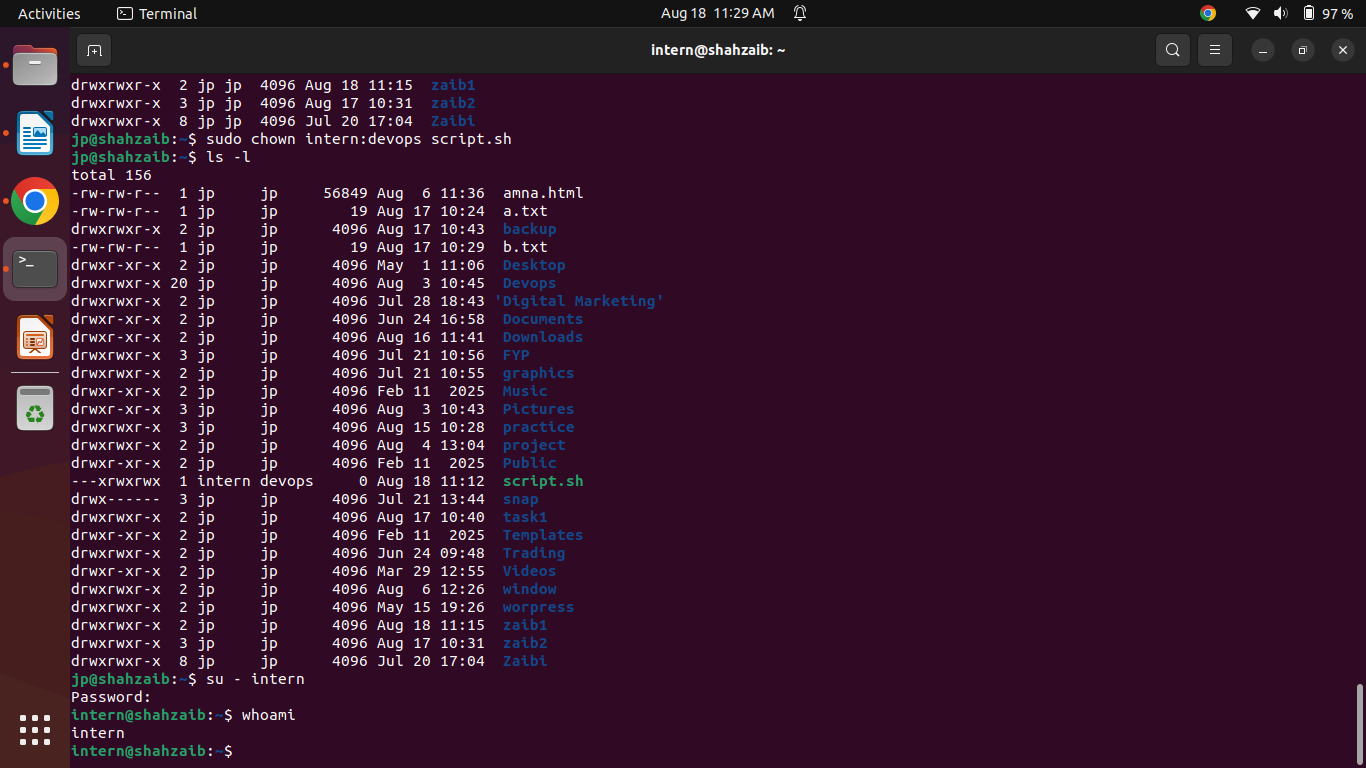 Activities Terminal Aug 18 11:29 AM 97 %
intern@shahzaib: ~
drwxrwxr-x  2 jp jp  4096 Aug 18 11:15  zaib1
drwxrwxr-x  3 jp jp  4096 Aug 17 10:31  zaib2
drwxrwxr-x  8 jp jp  4096 Jul 20 17:04  Zaibi
jp@shahzaib:~$ sudo chown intern:devops script.sh
jp@shahzaib:~$ ls -l
total 156
-rw-rw-r--  1 jp     jp     56849 Aug  6 11:36  amna.html
-rw-rw-r--  1 jp     jp        19 Aug 17 10:24  a.txt
drwxrwxr-x  2 jp     jp      4096 Aug 17 10:43  backup
-rw-rw-r--  1 jp     jp        19 Aug 17 10:29  b.txt
drwxr-xr-x  2 jp     jp      4096 May  1 11:06  Desktop
drwxrwxr-x 20 jp     jp      4096 Aug  3 10:45  Devops
drwxrwxr-x  2 jp     jp      4096 Jul 28 18:43 'Digital Marketing'
drwxr-xr-x  2 jp     jp      4096 Jun 24 16:58  Documents
drwxr-xr-x  2 jp     jp      4096 Aug 16 11:41  Downloads
drwxrwxr-x  3 jp     jp      4096 Jul 21 10:56  FYP
drwxrwxr-x  2 jp     jp      4096 Jul 21 10:55  graphics
drwxr-xr-x  2 jp     jp      4096 Feb 11  2025  Music
drwxr-xr-x  3 jp     jp      4096 Aug  3 10:43  Pictures
drwxrwxr-x  3 jp     jp      4096 Aug 15 10:28  practice
drwxrwxr-x  2 jp     jp      4096 Aug  4 13:04  project
drwxr-xr-x  2 jp     jp      4096 Feb 11  2025  Public
---xrwxrwx  1 intern devops     0 Aug 18 11:12  script.sh
drwx------  3 jp     jp      4096 Jul 21 13:44  snap
drwxrwxr-x  2 jp     jp      4096 Aug 17 10:40  task1
drwxr-xr-x  2 jp     jp      4096 Feb 11  2025  Templates
drwxrwxr-x  2 jp     jp      4096 Jun 24 09:48  Trading
drwxr-xr-x  2 jp     jp      4096 Mar 29 12:55  Videos
drwxrwxr-x  2 jp     jp      4096 Aug  6 12:26  window
drwxrwxr-x  2 jp     jp      4096 May 15 19:26  worpress
drwxrwxr-x  2 jp     jp      4096 Aug 18 11:15  zaib1
drwxrwxr-x  3 jp     jp      4096 Aug 17 10:31  zaib2
drwxrwxr-x  8 jp     jp      4096 Jul 20 17:04  Zaibi
jp@shahzaib:~$ su - intern
Password:
intern@shahzaib:~$ whoami
intern
intern@shahzaib:~$